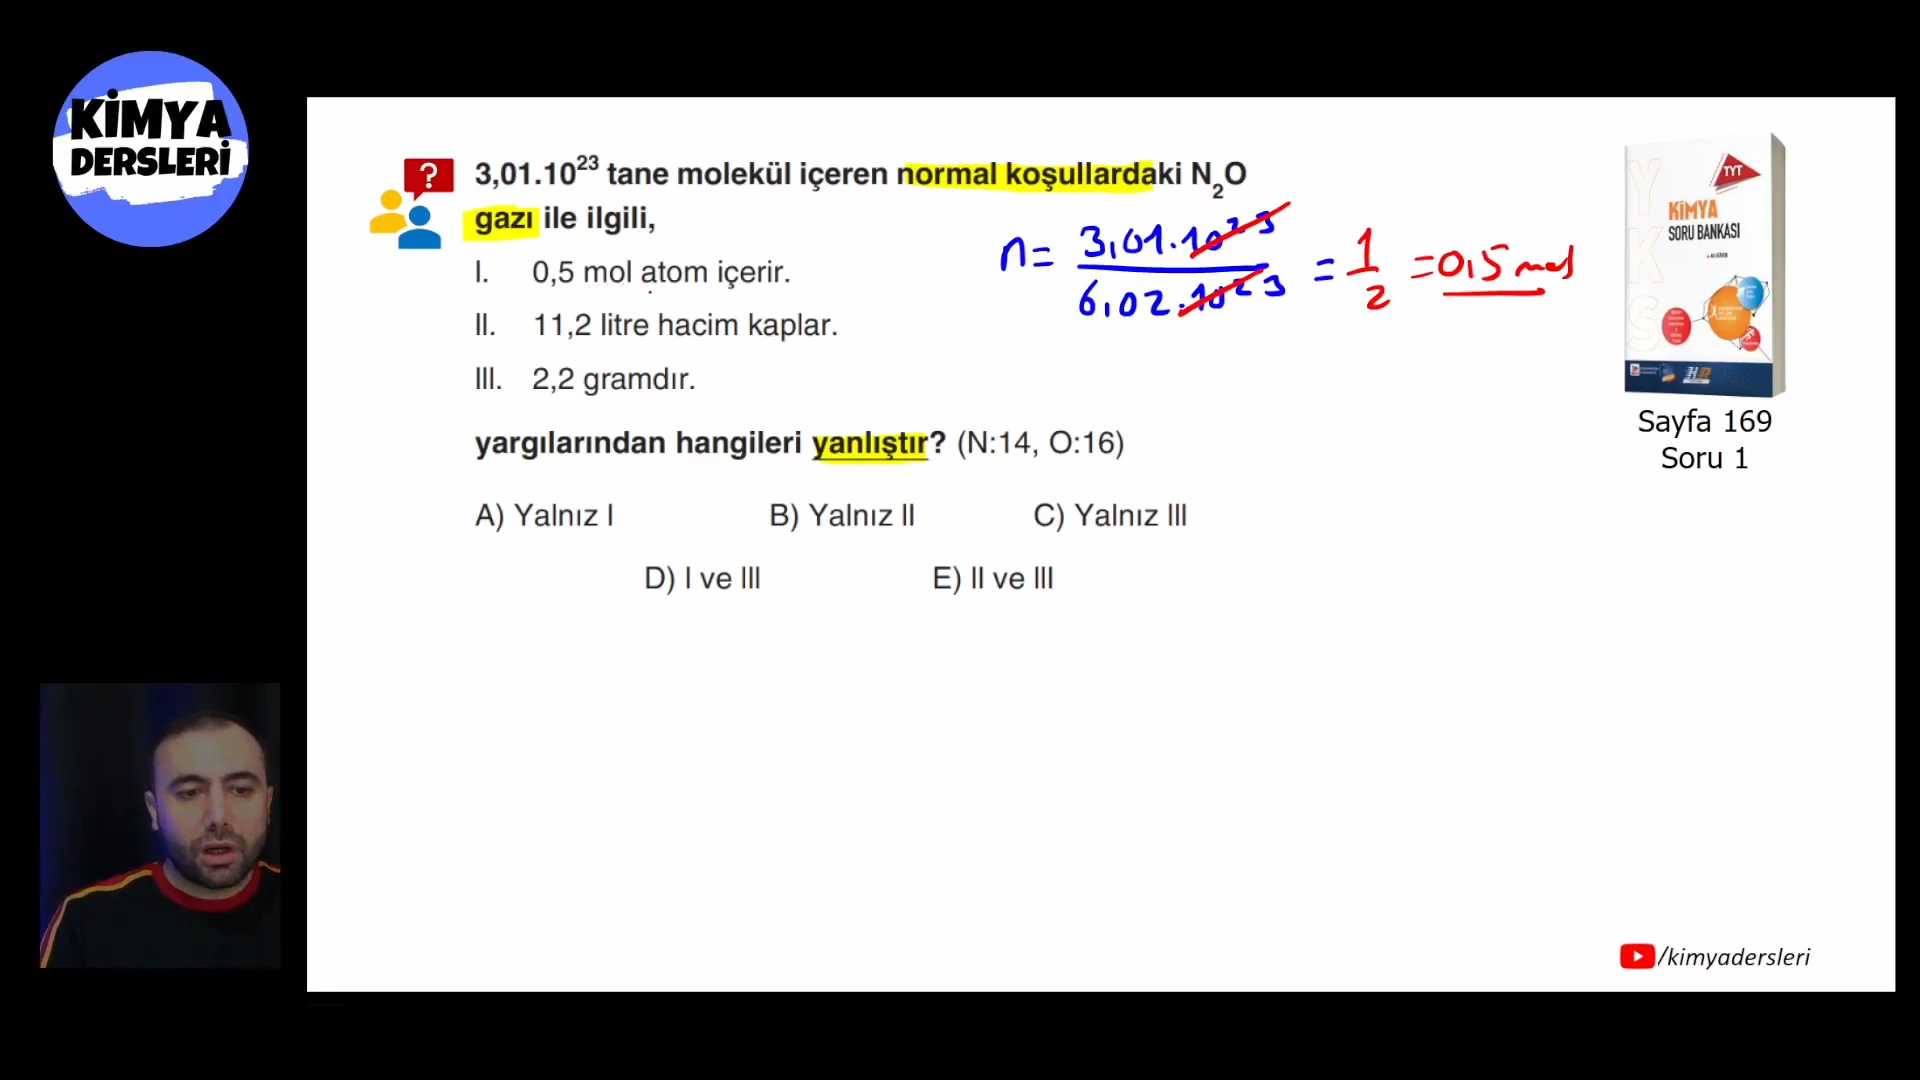 KİMYA
DERSLERİ
?
3,01.10²³ tane molekül içeren normal koşullardaki N₂O
gazı ile ilgili,
I. 0,5 mol atom içerir.
II. 11,2 litre hacim kaplar.
III. 2,2 gramdır.
yargılarından hangileri yanlıştır? (N:14, O:16)
A) Yalnız I B) Yalnız II C) Yalnız III
D) I ve III E) II ve III
n = 3,01.10²³ / 6,02.10²³ = 1/2 = 0,5 mol
YKS
TYT
KİMYA
SORU BANKASI
Sayfa 169
Soru 1
/kimyadersleri